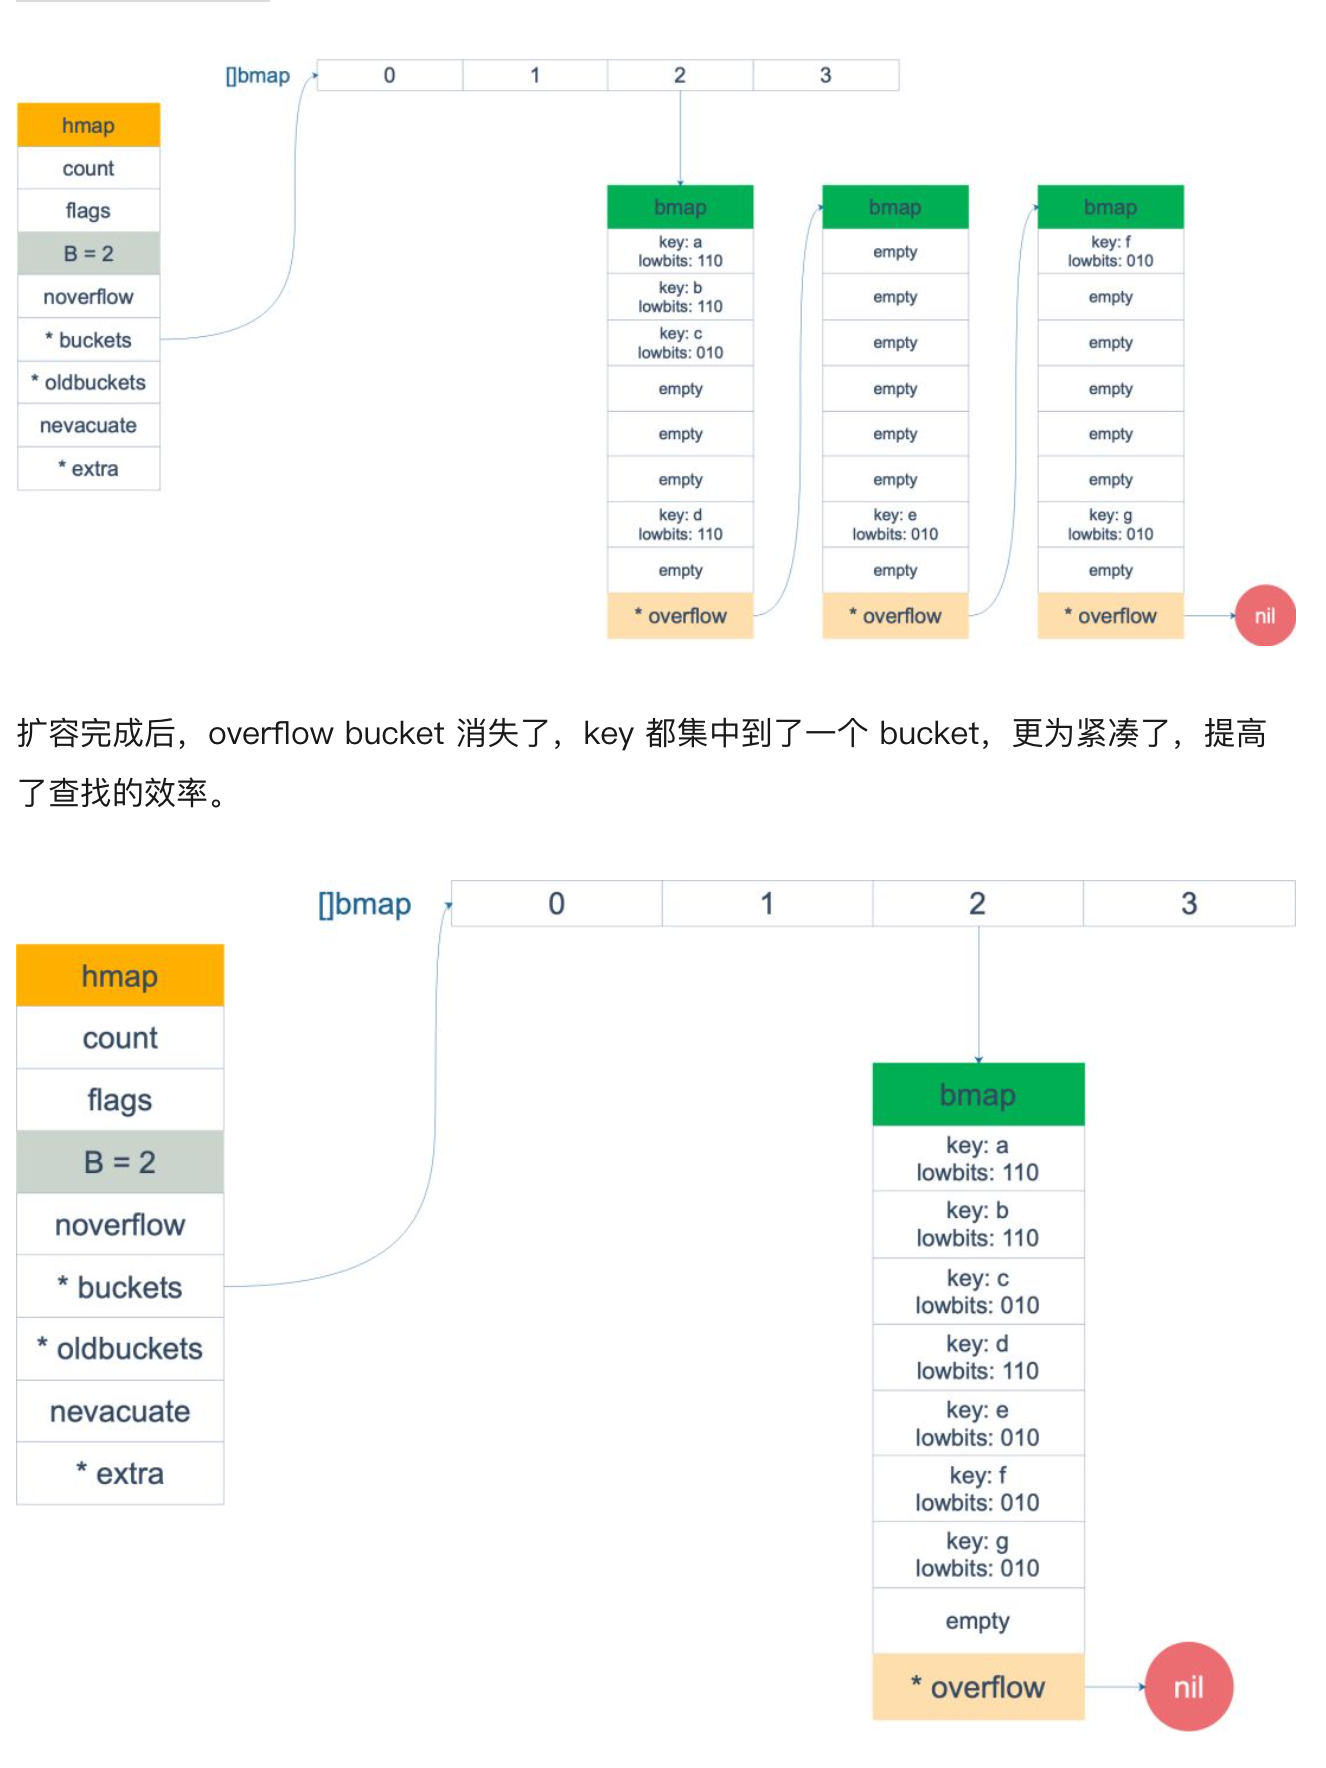 []bmap
0
1
2
3
hmap
count
flags
B = 2
noverflow
* buckets
* oldbuckets
nevacuate
* extra
bmap
key: a
lowbits: 110
key: b
lowbits: 110
key: c
lowbits: 010
empty
empty
empty
key: d
lowbits: 110
empty
* overflow
bmap
empty
empty
empty
empty
empty
empty
key: e
lowbits: 010
empty
* overflow
bmap
key: f
lowbits: 010
empty
empty
empty
empty
empty
key: g
lowbits: 010
empty
* overflow
nil
扩容完成后，overflow bucket 消失了，key 都集中到了一个 bucket，更为紧凑了，提高
了查找的效率。
[]bmap
0
1
2
3
hmap
count
flags
B = 2
noverflow
* buckets
* oldbuckets
nevacuate
* extra
bmap
key: a
lowbits: 110
key: b
lowbits: 110
key: c
lowbits: 010
key: d
lowbits: 110
key: e
lowbits: 010
key: f
lowbits: 010
key: g
lowbits: 010
empty
* overflow
nil